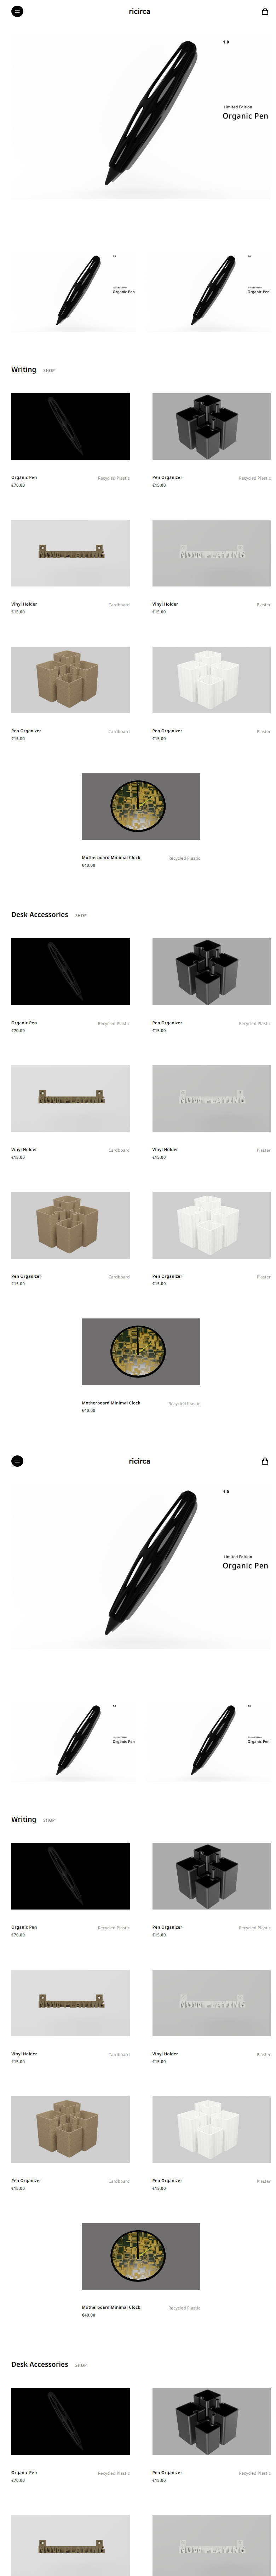 ricirca
1.0
Limited Edition
Organic Pen
Limited Edition
Organic Pen
Limited Edition
Organic Pen
Writing SHOP
Organic Pen Recycled Plastic
€70.00
Pen Organizer Recycled Plastic
€15.00
Vinyl Holder Cardboard
€15.00
Vinyl Holder Plaster
€15.00
Pen Organizer Cardboard
€15.00
Pen Organizer Plaster
€15.00
Motherboard Minimal Clock Recycled Plastic
€40.00
Desk Accessories SHOP
Organic Pen Recycled Plastic
€70.00
Pen Organizer Recycled Plastic
€15.00
Vinyl Holder Cardboard
€15.00
Vinyl Holder Plaster
€15.00
Pen Organizer Cardboard
€15.00
Pen Organizer Plaster
€15.00
Motherboard Minimal Clock Recycled Plastic
€40.00
ricirca
1.0
Limited Edition
Organic Pen
Limited Edition
Organic Pen
Limited Edition
Organic Pen
Writing SHOP
Organic Pen Recycled Plastic
€70.00
Pen Organizer Recycled Plastic
€15.00
Vinyl Holder Cardboard
€15.00
Vinyl Holder Plaster
€15.00
Pen Organizer Cardboard
€15.00
Pen Organizer Plaster
€15.00
Motherboard Minimal Clock Recycled Plastic
€40.00
Desk Accessories SHOP
Organic Pen Recycled Plastic
€70.00
Pen Organizer Recycled Plastic
€15.00